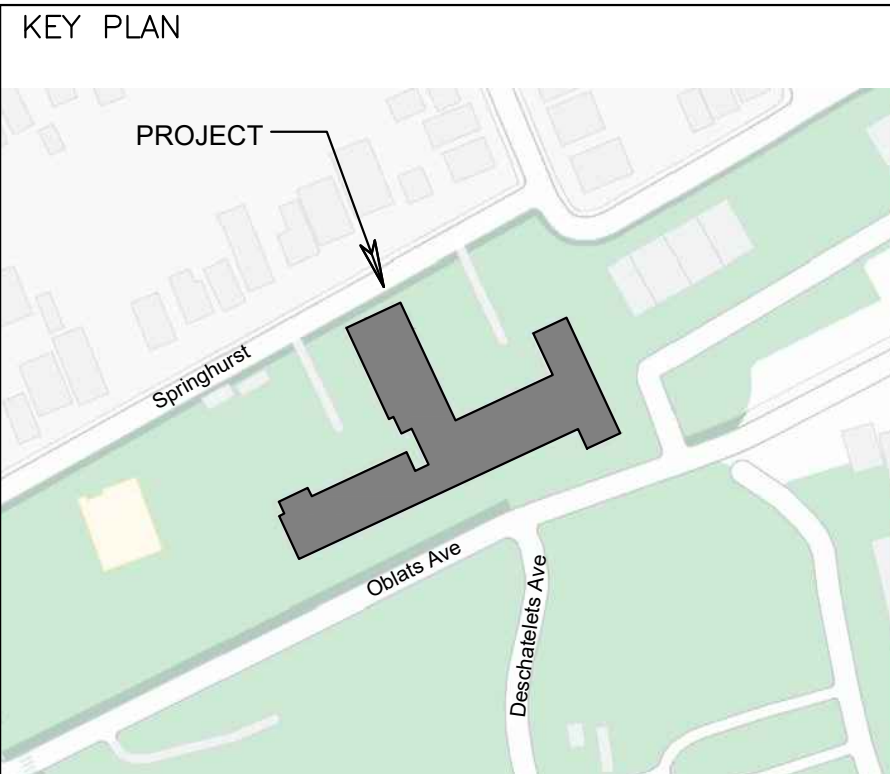 KEY PLAN
PROJECT
Springhurst
Oblats Ave
Deschatelets Ave